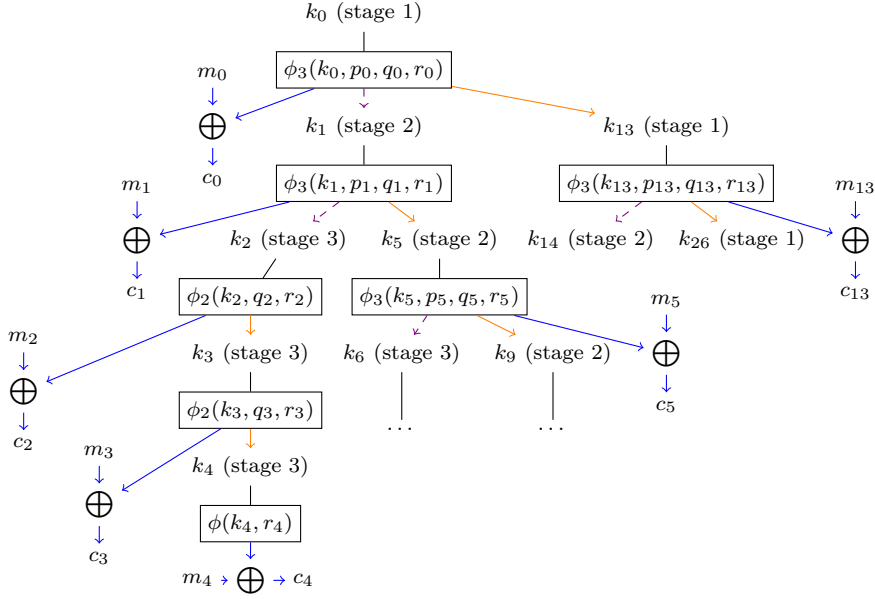 k₀ (stage 1)
ϕ₃(k₀, p₀, q₀, r₀)
m₀
k₁ (stage 2)
k₁₃ (stage 1)
c₀
ϕ₃(k₁, p₁, q₁, r₁)
ϕ₃(k₁₃, p₁₃, q₁₃, r₁₃)
m₁
m₁₃
k₂ (stage 3)
k₅ (stage 2)
k₁₄ (stage 2)
k₂₆ (stage 1)
c₁
c₁₃
ϕ₂(k₂, q₂, r₂)
ϕ₃(k₅, p₅, q₅, r₅)
m₅
m₂
k₃ (stage 3)
k₆ (stage 3)
k₉ (stage 2)
c₅
c₂
ϕ₂(k₃, q₃, r₃)
...
...
m₃
k₄ (stage 3)
ϕ(k₄, r₄)
c₃
m₄
c₄